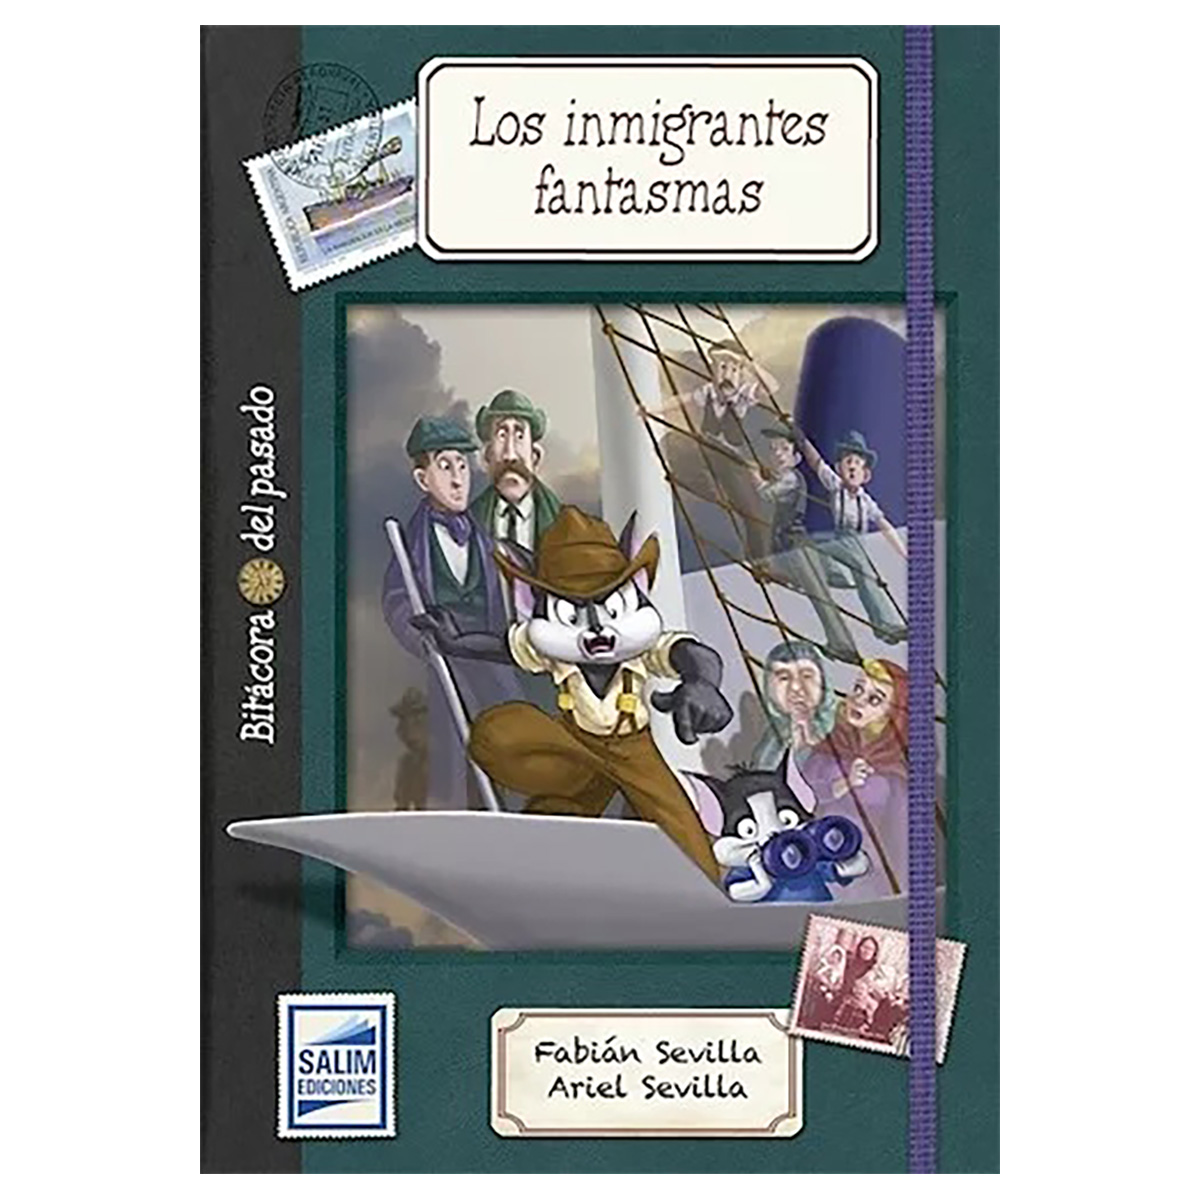 Los inmigrantes
fantasmas
Bitácora del pasado
SALIM
EDICIONES
Fabián Sevilla
Ariel Sevilla